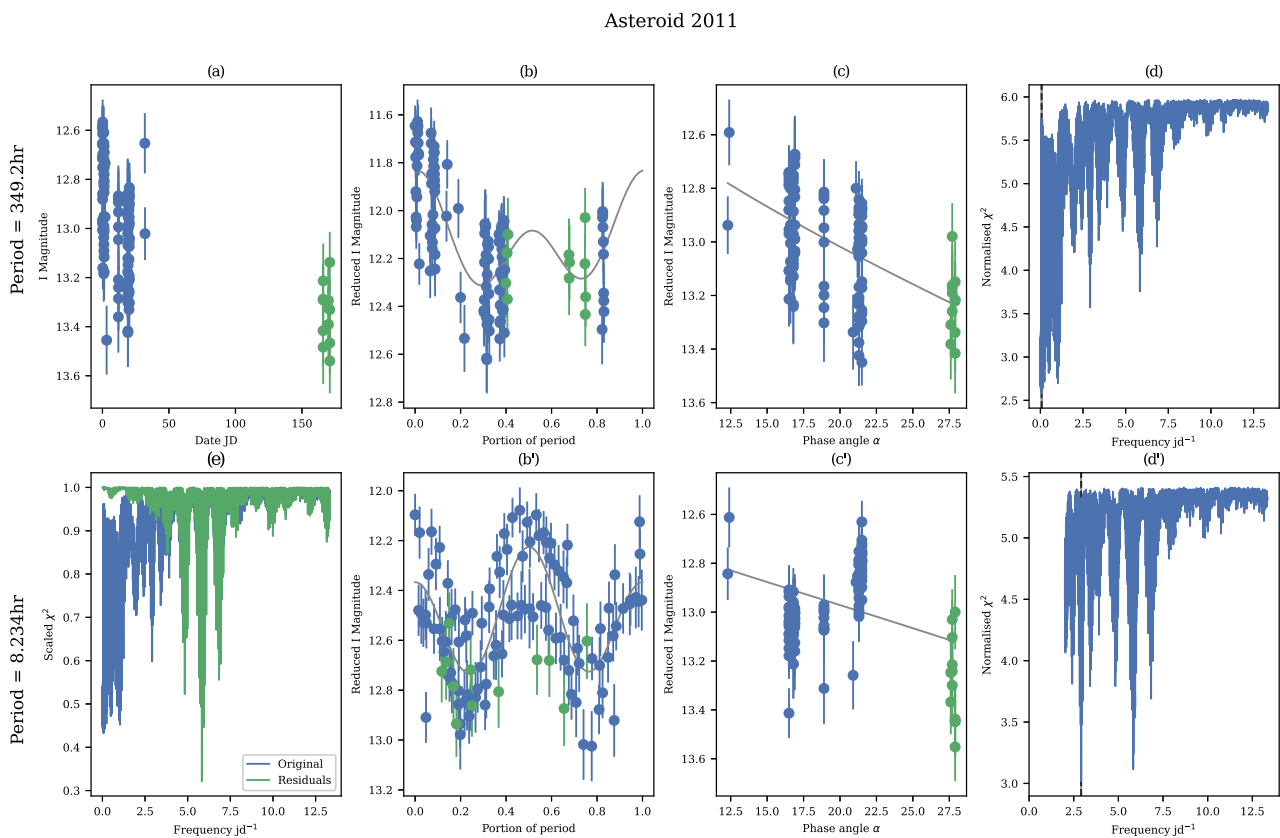 Asteroid 2011
Period = 349.2hr
(a)
I Magnitude
12.6
12.8
13.0
13.2
13.4
13.6
0 50 100 150
Date JD
(b)
Reduced I Magnitude
11.6
11.8
12.0
12.2
12.4
12.6
12.8
0.0 0.2 0.4 0.6 0.8 1.0
Portion of period
(c)
Reduced I Magnitude
12.6
12.8
13.0
13.2
13.4
13.6
12.5 15.0 17.5 20.0 22.5 25.0 27.5
Phase angle α
(d)
Normalised χ²
6.0
5.5
5.0
4.5
4.0
3.5
3.0
2.5
0.0 2.5 5.0 7.5 10.0 12.5
Frequency jd⁻¹
Period = 8.234hr
(e)
Scaled χ²
1.0
0.9
0.8
0.7
0.6
0.5
0.4
0.3
Original
Residuals
0.0 2.5 5.0 7.5 10.0 12.5
Frequency jd⁻¹
(b')
Reduced I Magnitude
12.0
12.2
12.4
12.6
12.8
13.0
13.2
0.0 0.2 0.4 0.6 0.8 1.0
Portion of period
(c')
Reduced I Magnitude
12.6
12.8
13.0
13.2
13.4
13.6
12.5 15.0 17.5 20.0 22.5 25.0 27.5
Phase angle α
(d')
Normalised χ²
5.5
5.0
4.5
4.0
3.5
3.0
0.0 2.5 5.0 7.5 10.0 12.5
Frequency jd⁻¹